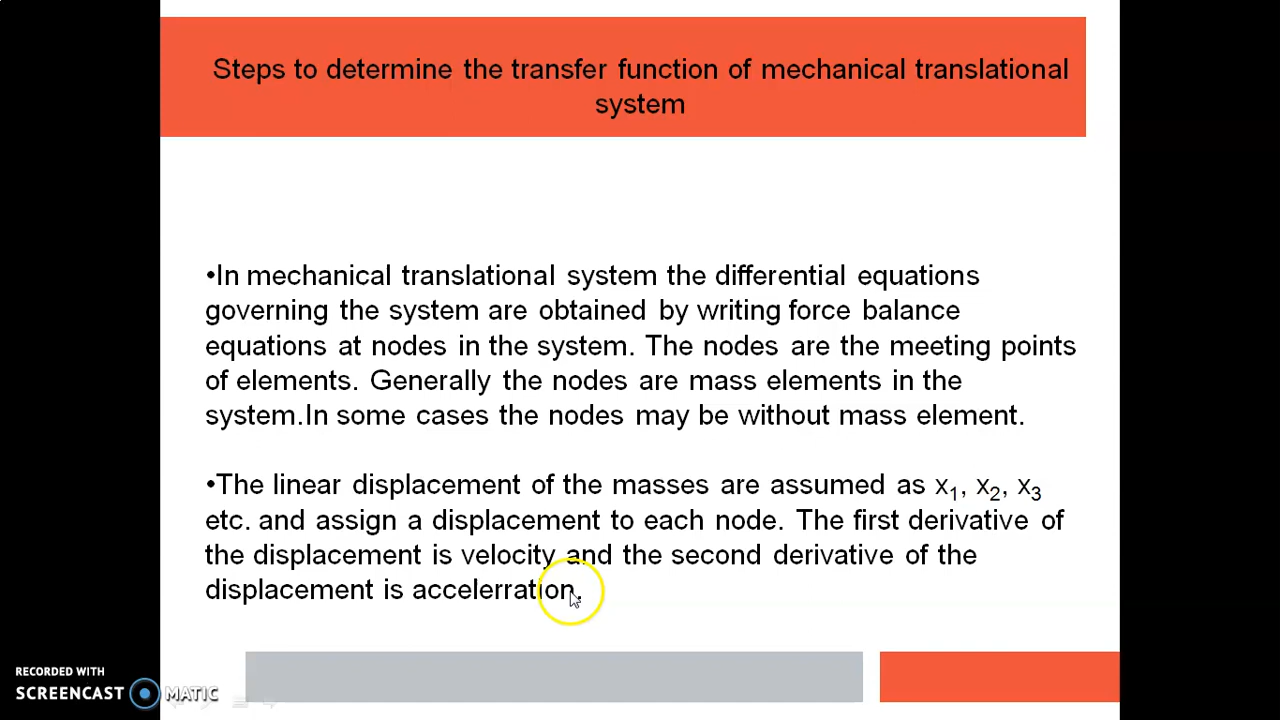 Steps to determine the transfer function of mechanical translational
system
•In mechanical translational system the differential equations
governing the system are obtained by writing force balance
equations at nodes in the system. The nodes are the meeting points
of elements. Generally the nodes are mass elements in the
system.In some cases the nodes may be without mass element.
•The linear displacement of the masses are assumed as x₁, x₂, x₃
etc. and assign a displacement to each node. The first derivative of
the displacement is velocity and the second derivative of the
displacement is accelerration.
RECORDED WITH
SCREENCAST MATIC